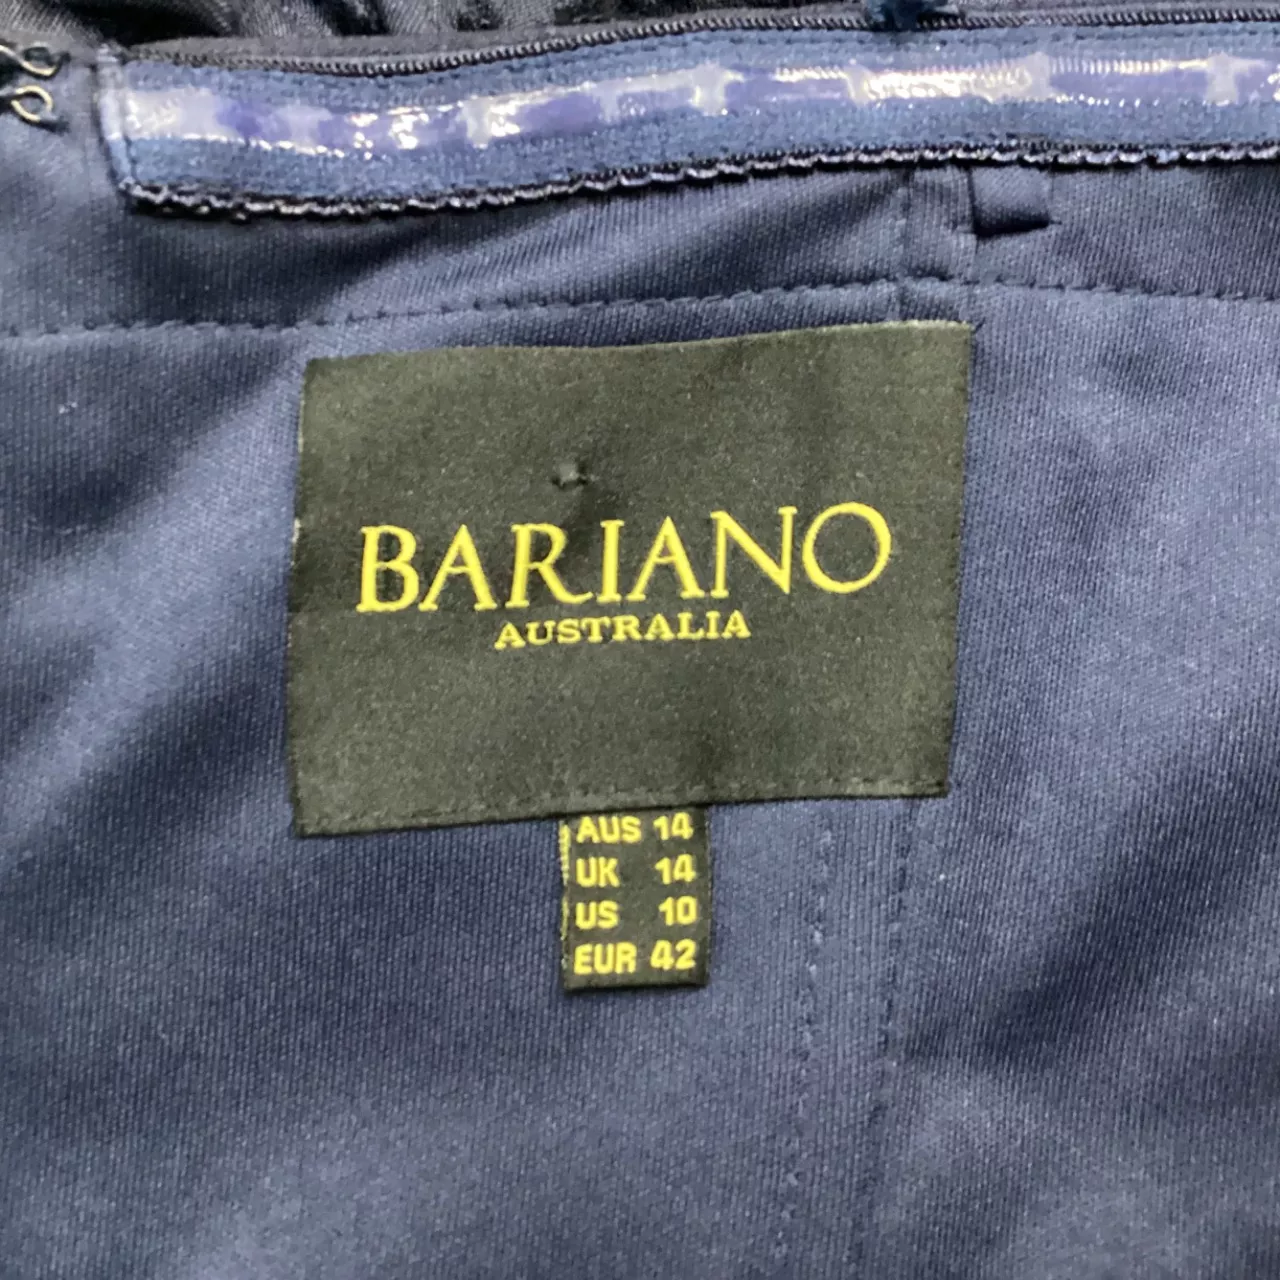 BARIANO
AUSTRALIA
AUS 14
UK 14
US 10
EUR 42